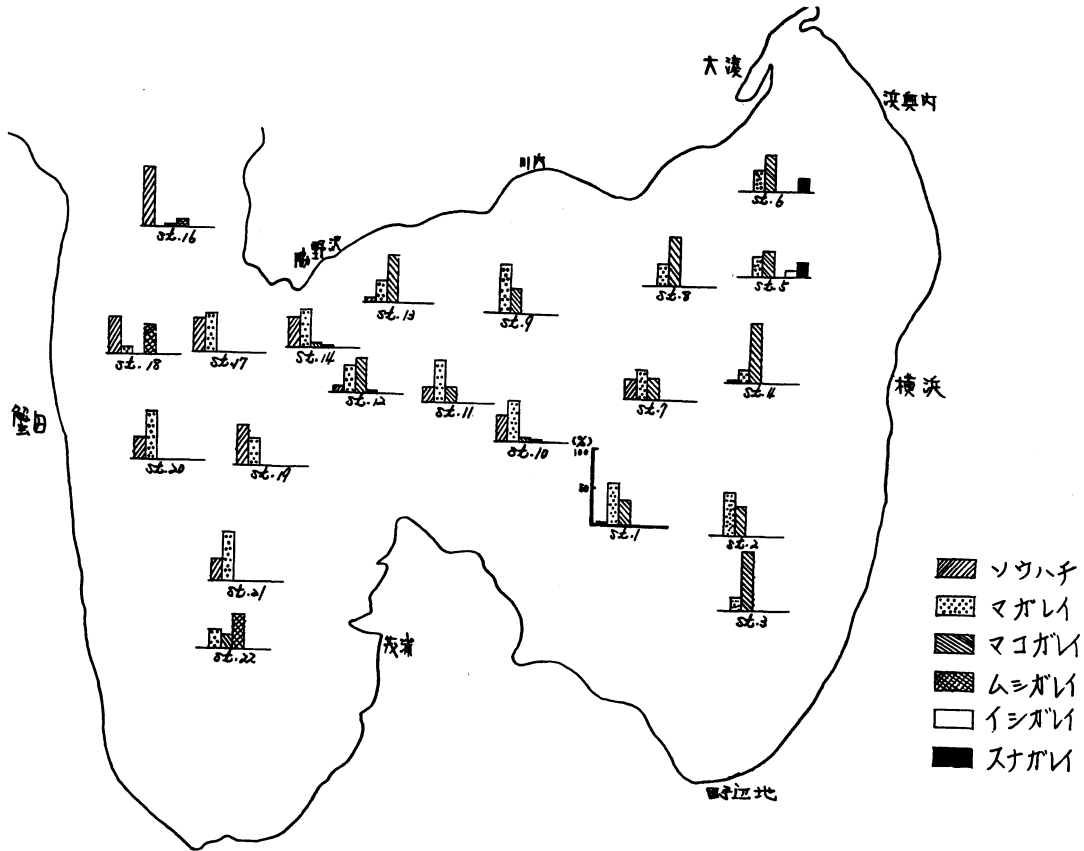 大湊
浜奥内
川内
脇野沢
蟹田
横浜
茂浦
野辺地
st.16
st.6
st.5
st.8
st.13
st.9
st.18
st.17
st.14
st.12
st.11
st.7
st.4
st.20
st.19
st.10
(%)
100
50
st.1
st.2
st.21
st.3
st.22
ソウハチ
マガレイ
マコガレイ
ムシガレイ
イシガレイ
スナガレイ